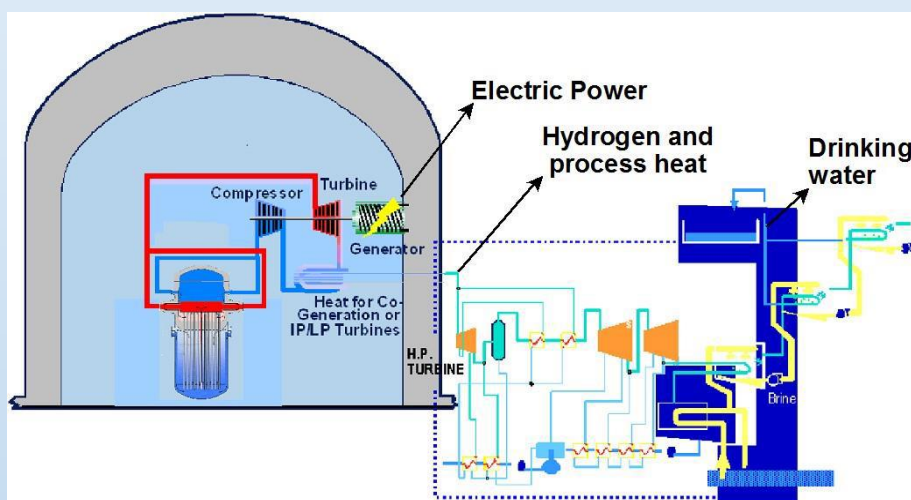 Electric Power
Hydrogen and
process heat
Drinking
water
Turbine
Compressor
Generator
Heat for Co-
Generation or
IP/LP Turbines
H.P.
TURBINE
Brine